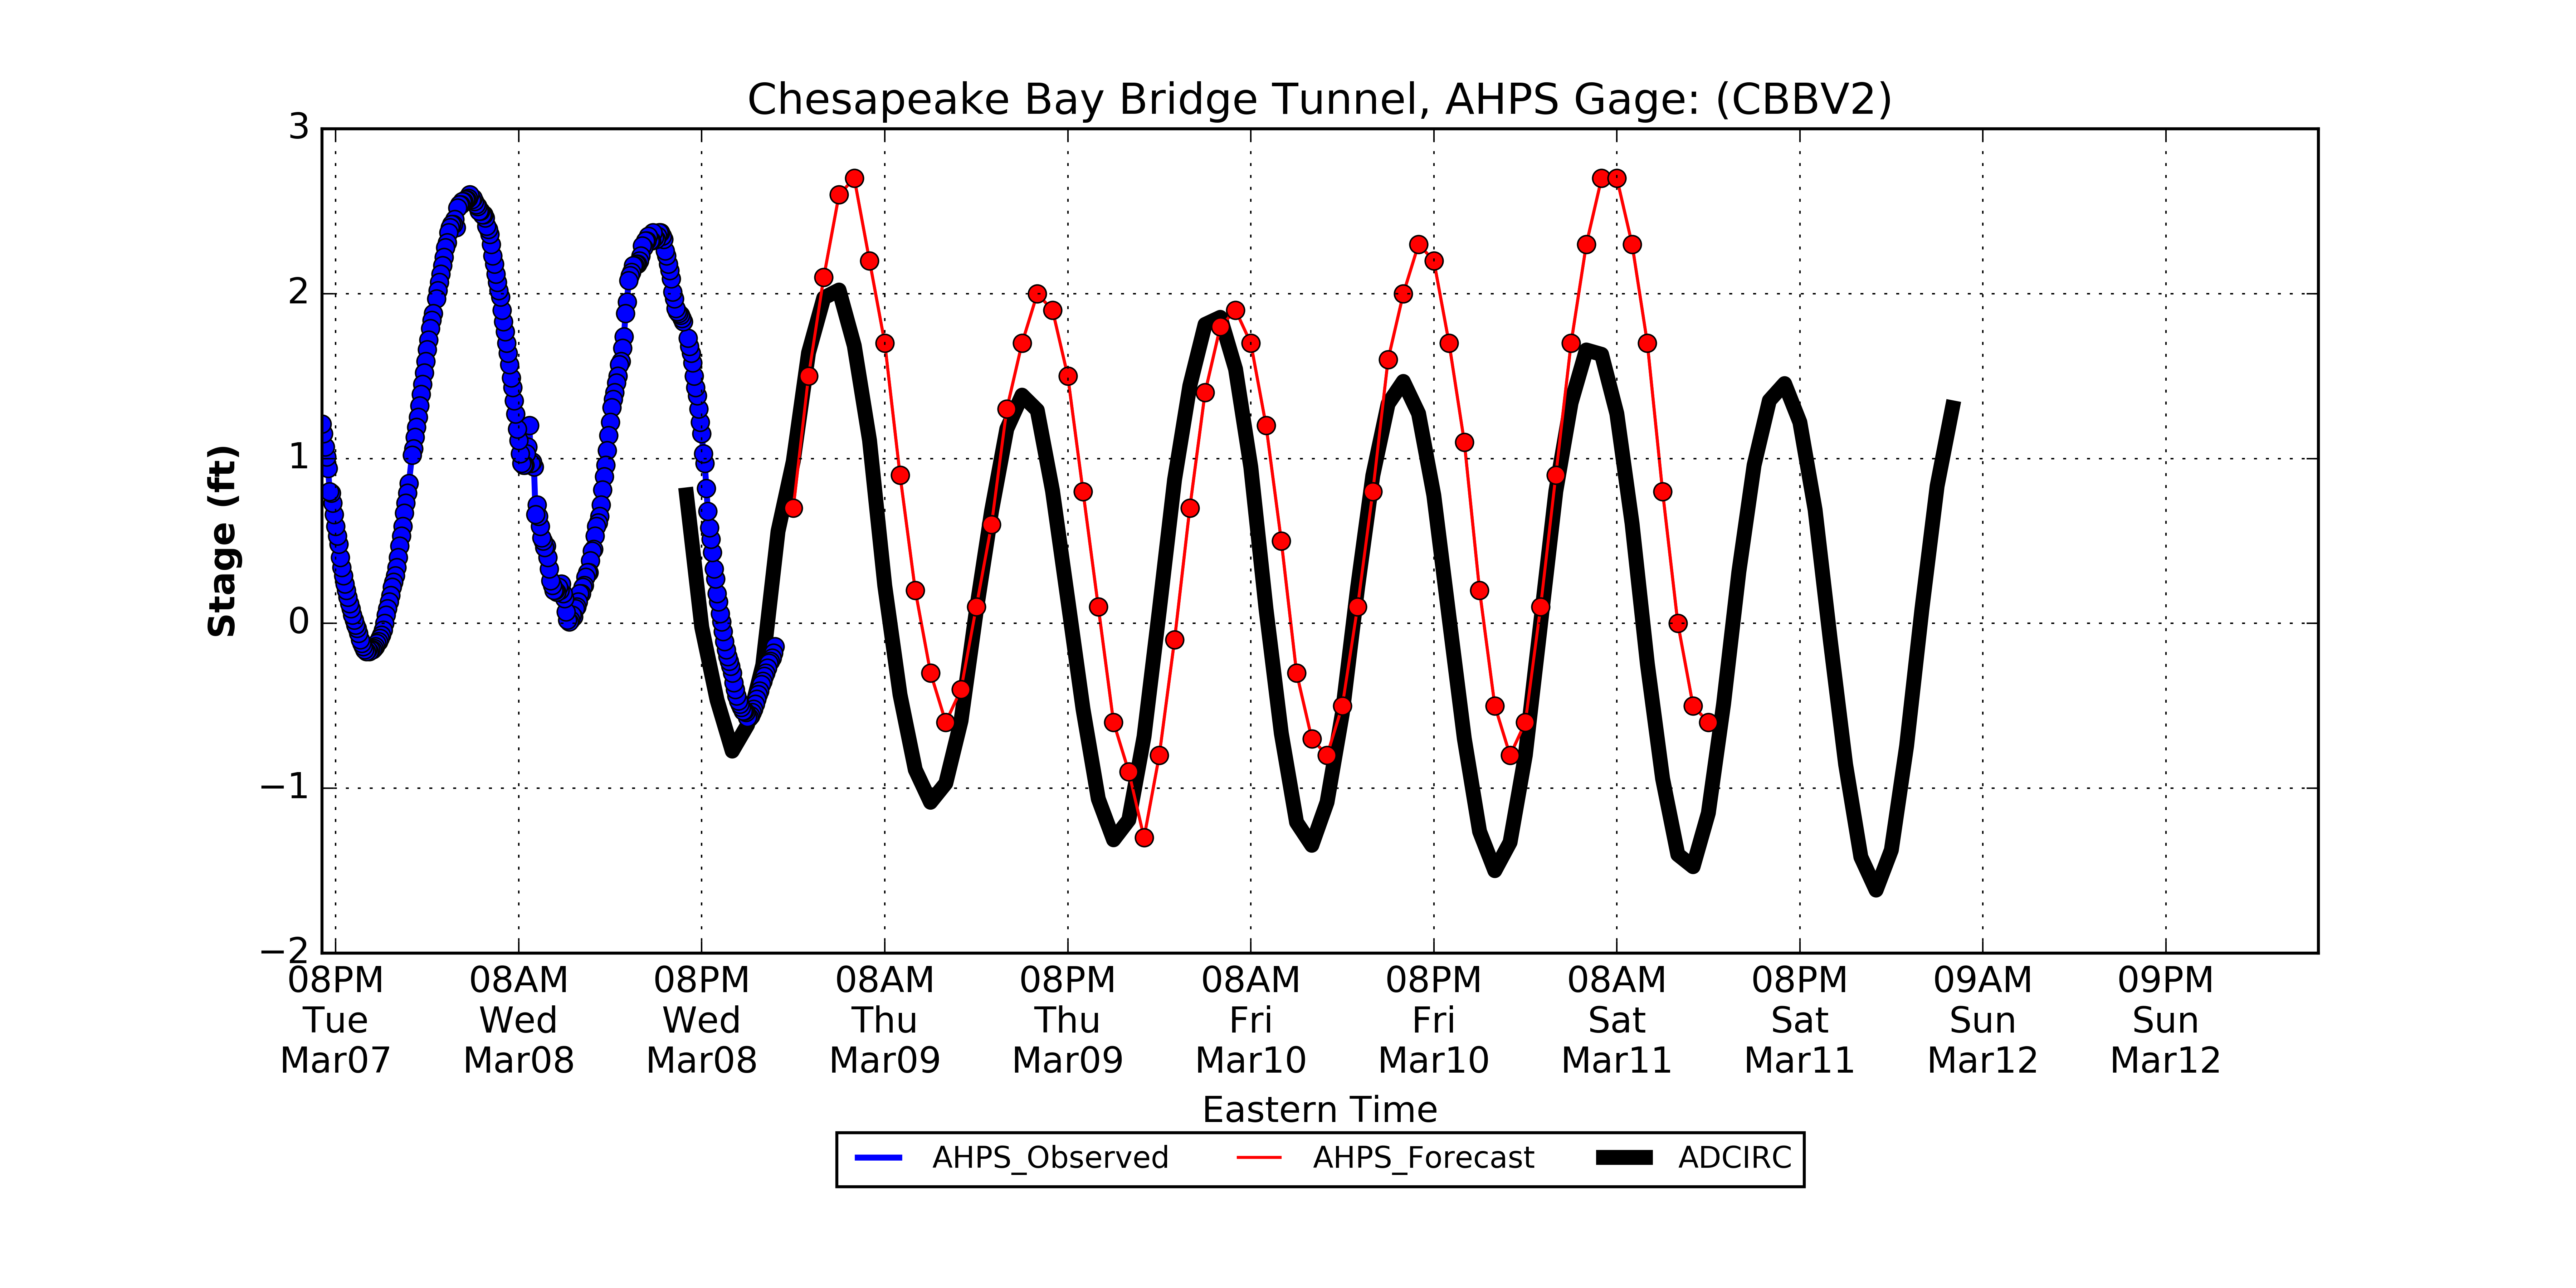 Chesapeake Bay Bridge Tunnel, AHPS Gage: (CBBV2)
3
2
1
0
−1
−2
Stage (ft)
08PM 08AM 08PM 08AM 08PM 08AM 08PM 08AM 08PM 09AM 09PM
Tue Wed Wed Thu Thu Fri Fri Sat Sat Sun Sun
Mar07 Mar08 Mar08 Mar09 Mar09 Mar10 Mar10 Mar11 Mar11 Mar12 Mar12
Eastern Time
AHPS_Observed AHPS_Forecast ADCIRC